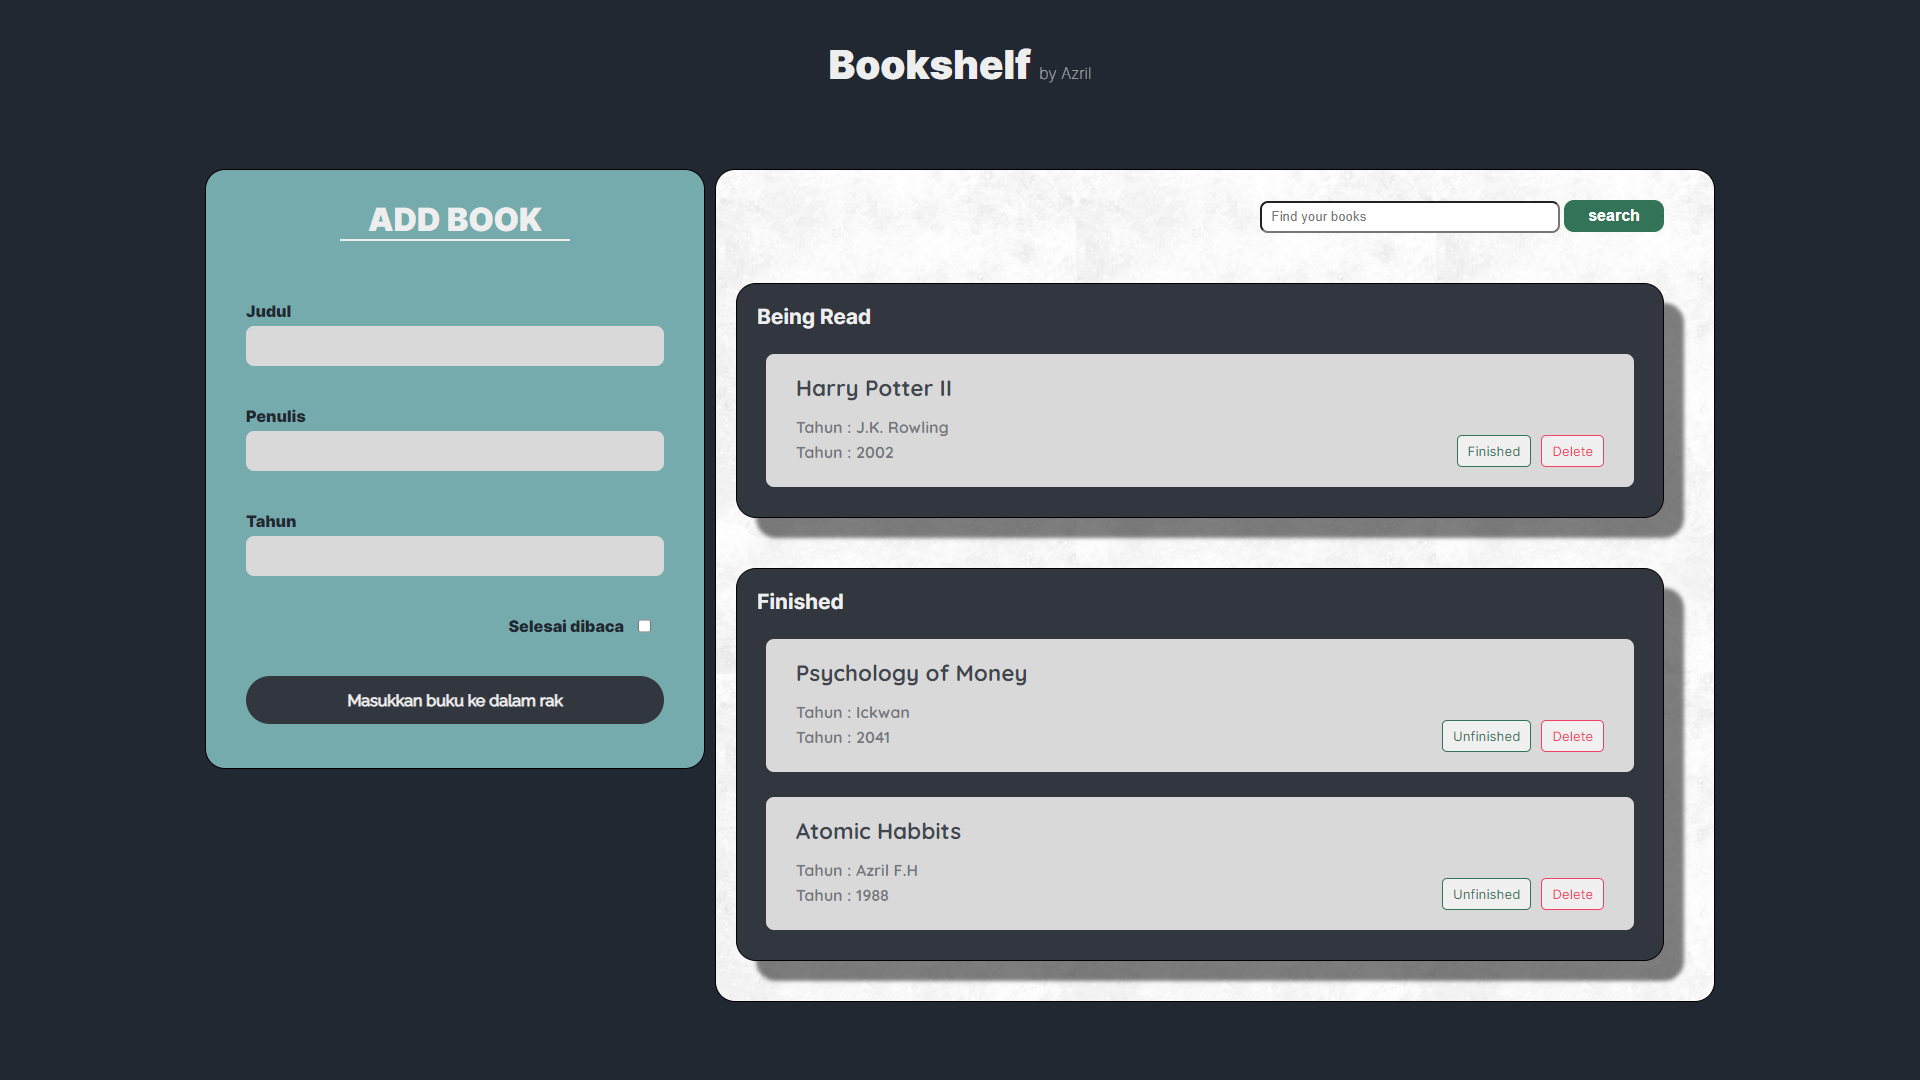 Bookshelf by Azril
ADD BOOK
Judul
Penulis
Tahun
Selesai dibaca
Masukkan buku ke dalam rak
Find your books search
Being Read
Harry Potter II
Tahun : J.K. Rowling
Tahun : 2002
Finished Delete
Finished
Psychology of Money
Tahun : Ickwan
Tahun : 2041
Unfinished Delete
Atomic Habbits
Tahun : Azril F.H
Tahun : 1988
Unfinished Delete